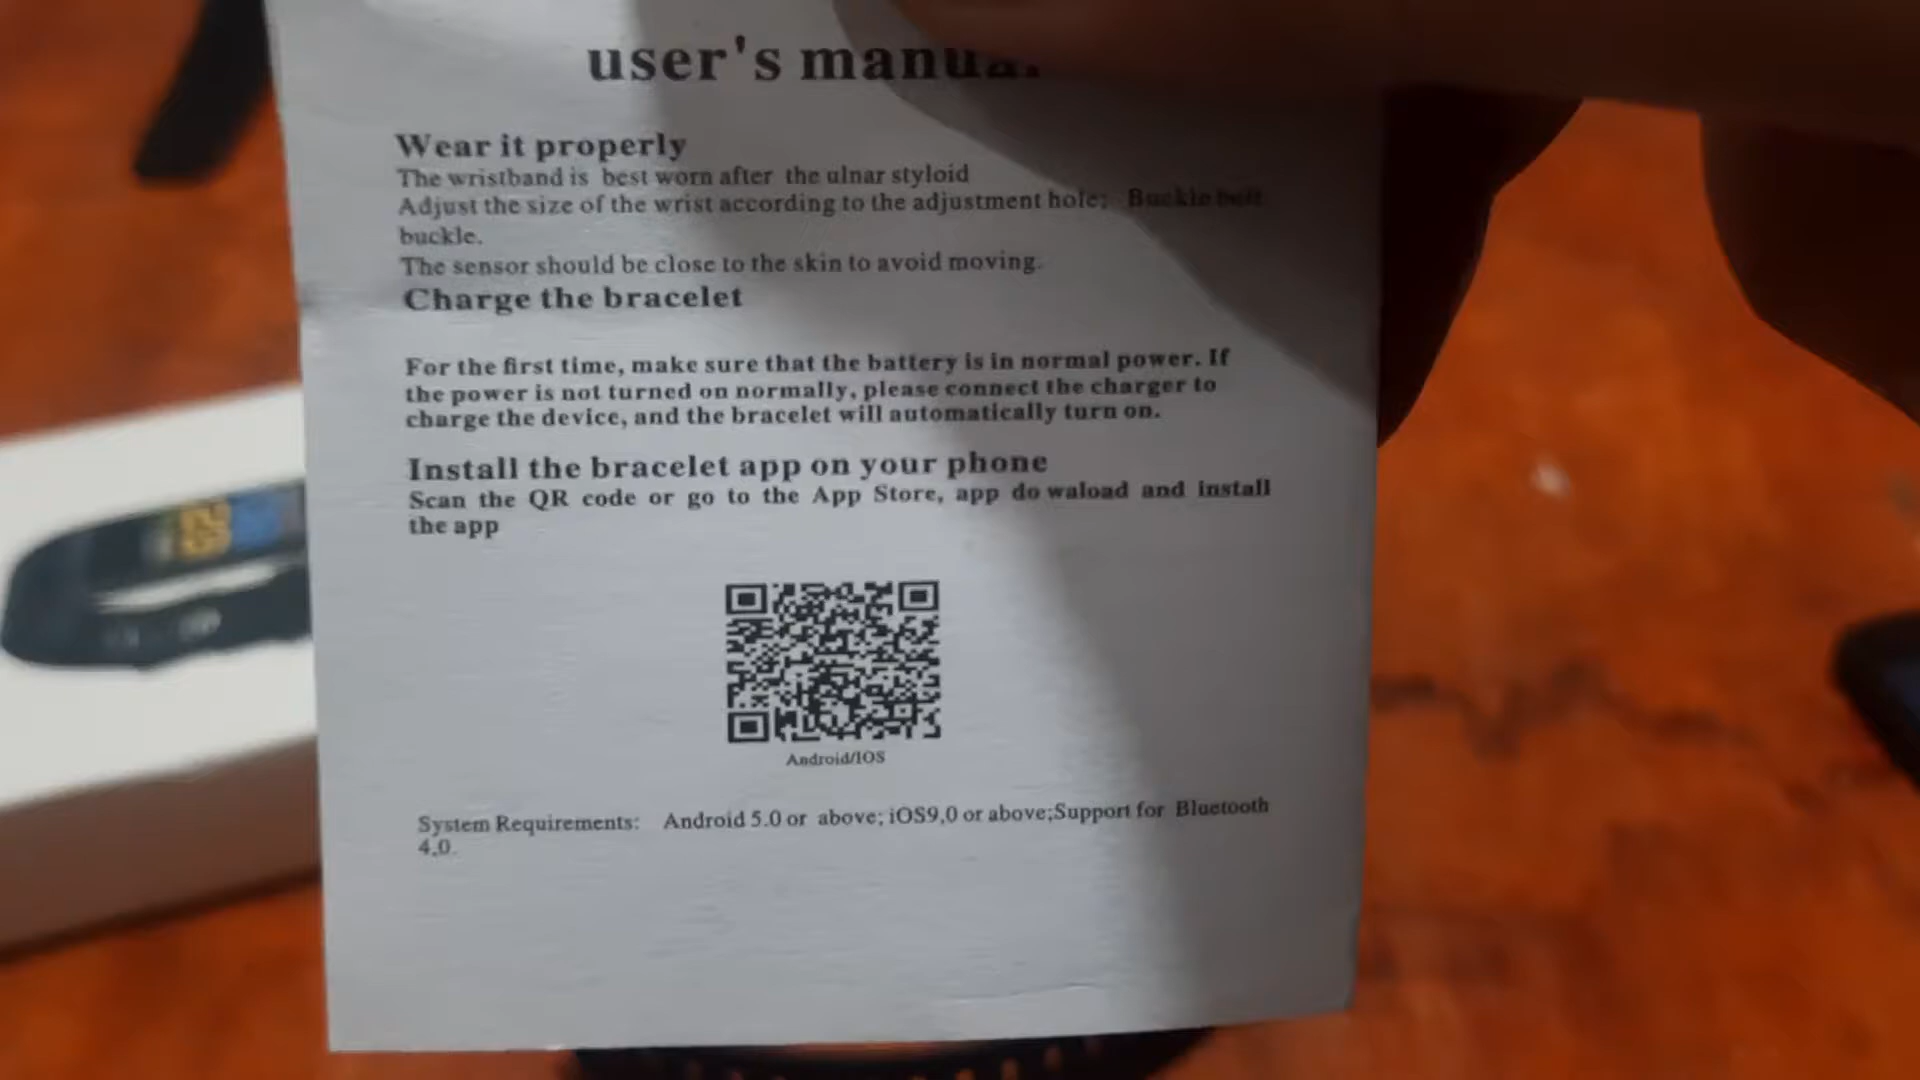 user's manual
Wear it properly
The wristband is best worn after the ulnar styloid
Adjust the size of the wrist according to the adjustment hole; Buckle belt
buckle.
The sensor should be close to the skin to avoid moving.
Charge the bracelet
For the first time, make sure that the battery is in normal power. If
the power is not turned on normally, please connect the charger to
charge the device, and the bracelet will automatically turn on.
Install the bracelet app on your phone
Scan the QR code or go to the App Store, app do waload and install
the app
Android/IOS
System Requirements: Android 5.0 or above; iOS9,0 or above;Support for Bluetooth
4,0.